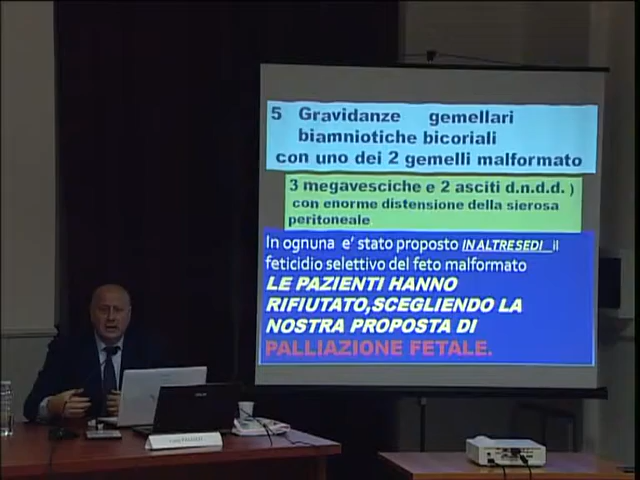 5 Gravidanze gemellari
biamniotiche bicoriali
con uno dei 2 gemelli malformato
3 megavesciche e 2 asciti d.n.d.d. )
con enorme distensione della sierosa
peritoneale
In ognuna e' stato proposto IN ALTRE SEDI il
feticidio selettivo del feto malformato
LE PAZIENTI HANNO
RIFIUTATO,SCEGLIENDO LA
NOSTRA PROPOSTA DI
PALLIAZIONE FETALE.